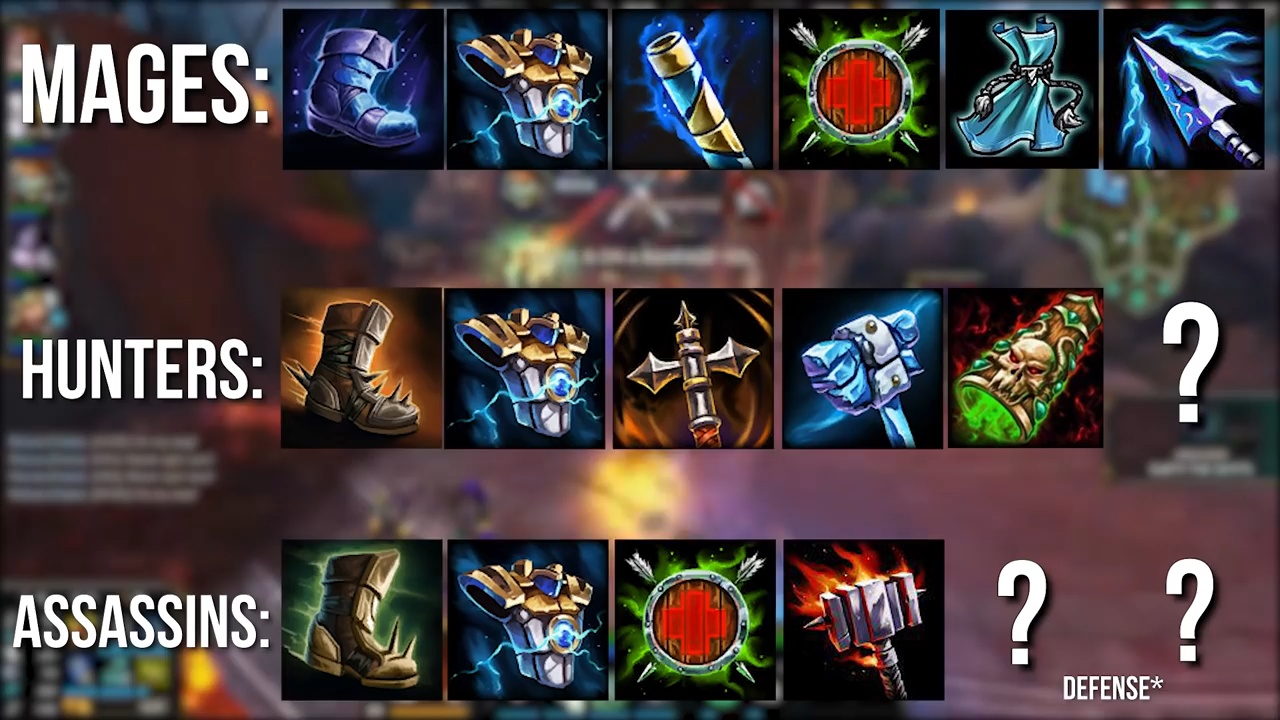 MAGES:
HUNTERS:
?
ASSASSINS:
? ?
DEFENSE*